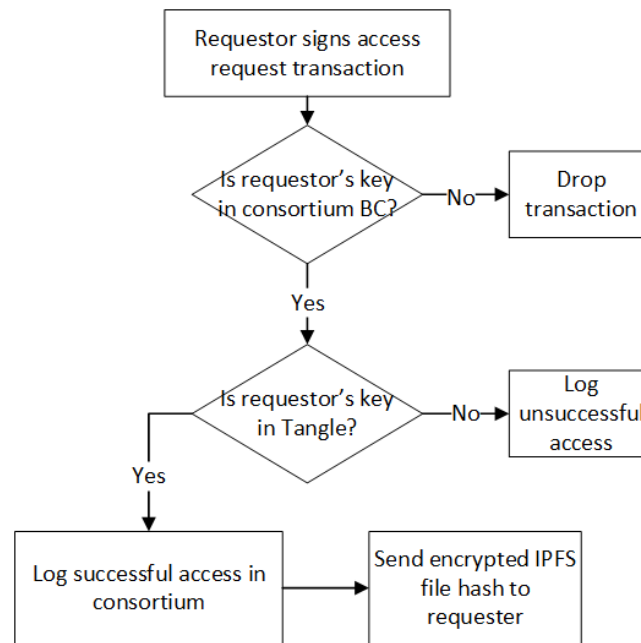 Requestor signs access
request transaction
Is requestor's key
in consortium BC?
No
Drop
transaction
Yes
Is requestor's key
in Tangle?
No
Log
unsuccessful
access
Yes
Log successful access in
consortium
Send encrypted IPFS
file hash to
requester